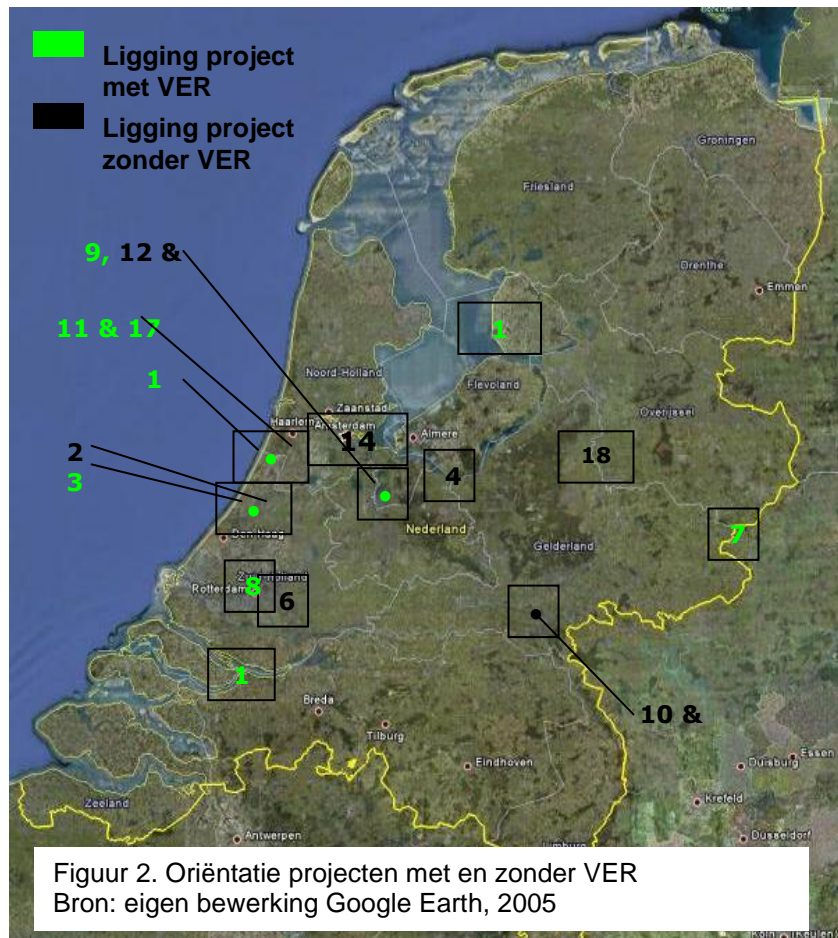 Ligging project
met VER
Ligging project
zonder VER
Groningen
Friesland
Drenthe
Emmen
9, 12 &
11 & 17
1
1
Noord-Holland
Flevoland
Zaanstad
Haarlem
Amsterdam
14
Almere
Overijssel
18
2
3
4
Nederland
7
Den Haag
Gelderland
Zuid-Holland
Rotterdam
8
6
1
10 &
Breda
Tilburg
Eindhoven
Essen
Duisburg
Krefeld
Zeeland
Antwerpen
Düsseldorf
Limburg
Figuur 2. Oriëntatie projecten met en zonder VER
Bron: eigen bewerking Google Earth, 2005